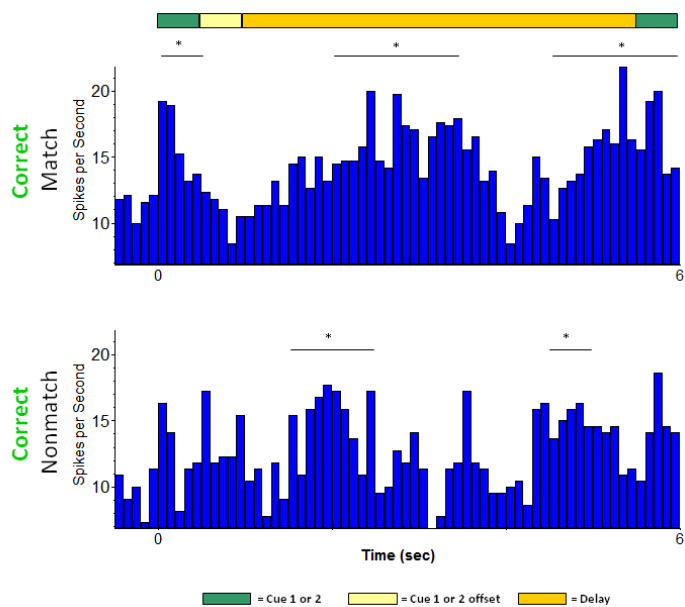 *
*
*
Correct
Match
Spikes per Second
20
15
10
0
6
*
*
Correct
Nonmatch
Spikes per Second
20
15
10
0
6
Time (sec)
= Cue 1 or 2
= Cue 1 or 2 offset
= Delay